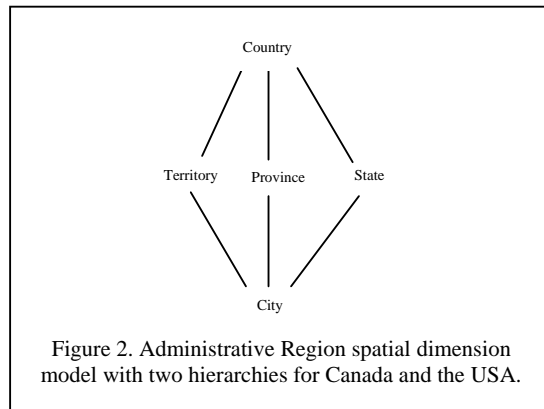 Country
Territory Province State
City
Figure 2. Administrative Region spatial dimension
model with two hierarchies for Canada and the USA.